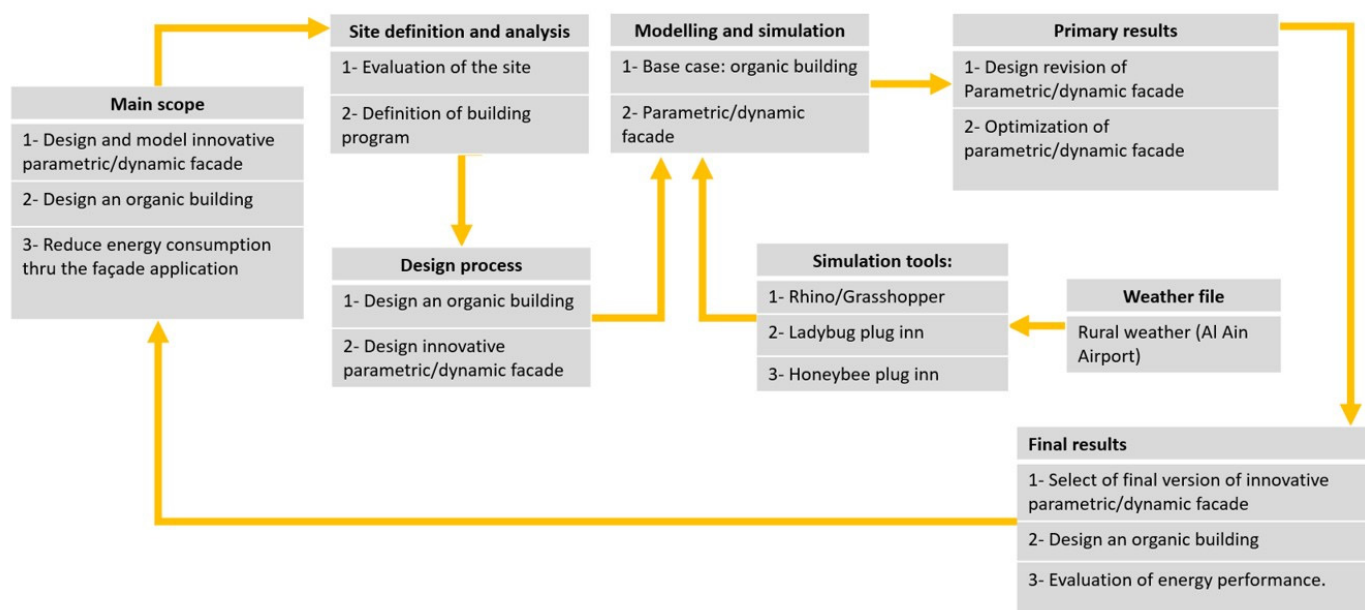 Main scope
1- Design and model innovative
parametric/dynamic facade
2- Design an organic building
3- Reduce energy consumption
thru the façade application
Site definition and analysis
1- Evaluation of the site
2- Definition of building
program
Design process
1- Design an organic building
2- Design innovative
parametric/dynamic facade
Modelling and simulation
1- Base case: organic building
2- Parametric/dynamic
facade
Simulation tools:
1- Rhino/Grasshopper
2- Ladybug plug inn
3- Honeybee plug inn
Weather file
Rural weather (Al Ain
Airport)
Primary results
1- Design revision of
Parametric/dynamic facade
2- Optimization of
parametric/dynamic facade
Final results
1- Select of final version of innovative
parametric/dynamic facade
2- Design an organic building
3- Evaluation of energy performance.